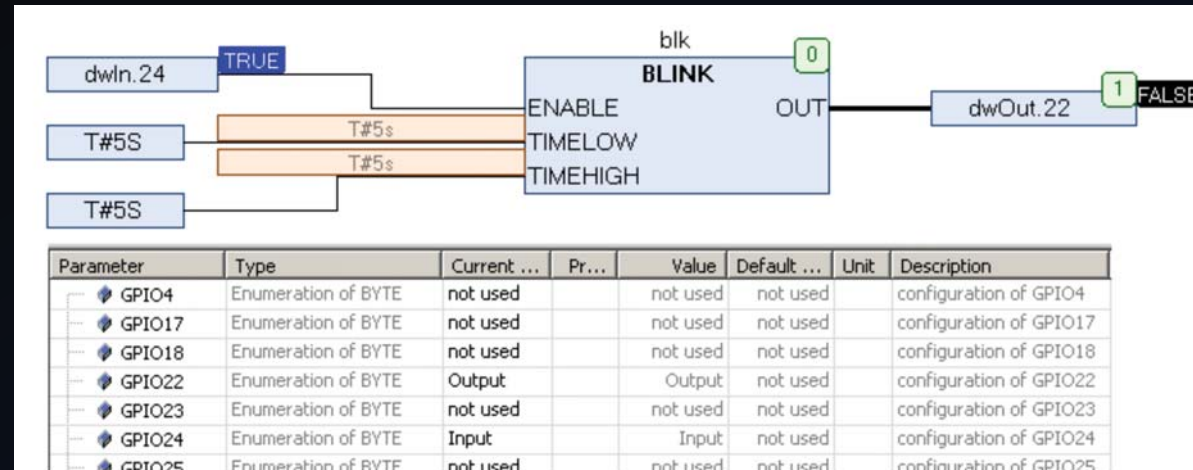 blk
0
dwIn.24 TRUE BLINK
1
ENABLE OUT dwOut.22 FALSE
T#5S T#5s TIMELOW
T#5s TIMEHIGH
T#5S
Parameter Type Current ... Pr... Value Default ... Unit Description
GPIO4 Enumeration of BYTE not used not used not used configuration of GPIO4
GPIO17 Enumeration of BYTE not used not used not used configuration of GPIO17
GPIO18 Enumeration of BYTE not used not used not used configuration of GPIO18
GPIO22 Enumeration of BYTE Output Output not used configuration of GPIO22
GPIO23 Enumeration of BYTE not used not used not used configuration of GPIO23
GPIO24 Enumeration of BYTE Input Input not used configuration of GPIO24
GPIO25 Enumeration of BYTE not used not used not used configuration of GPIO25